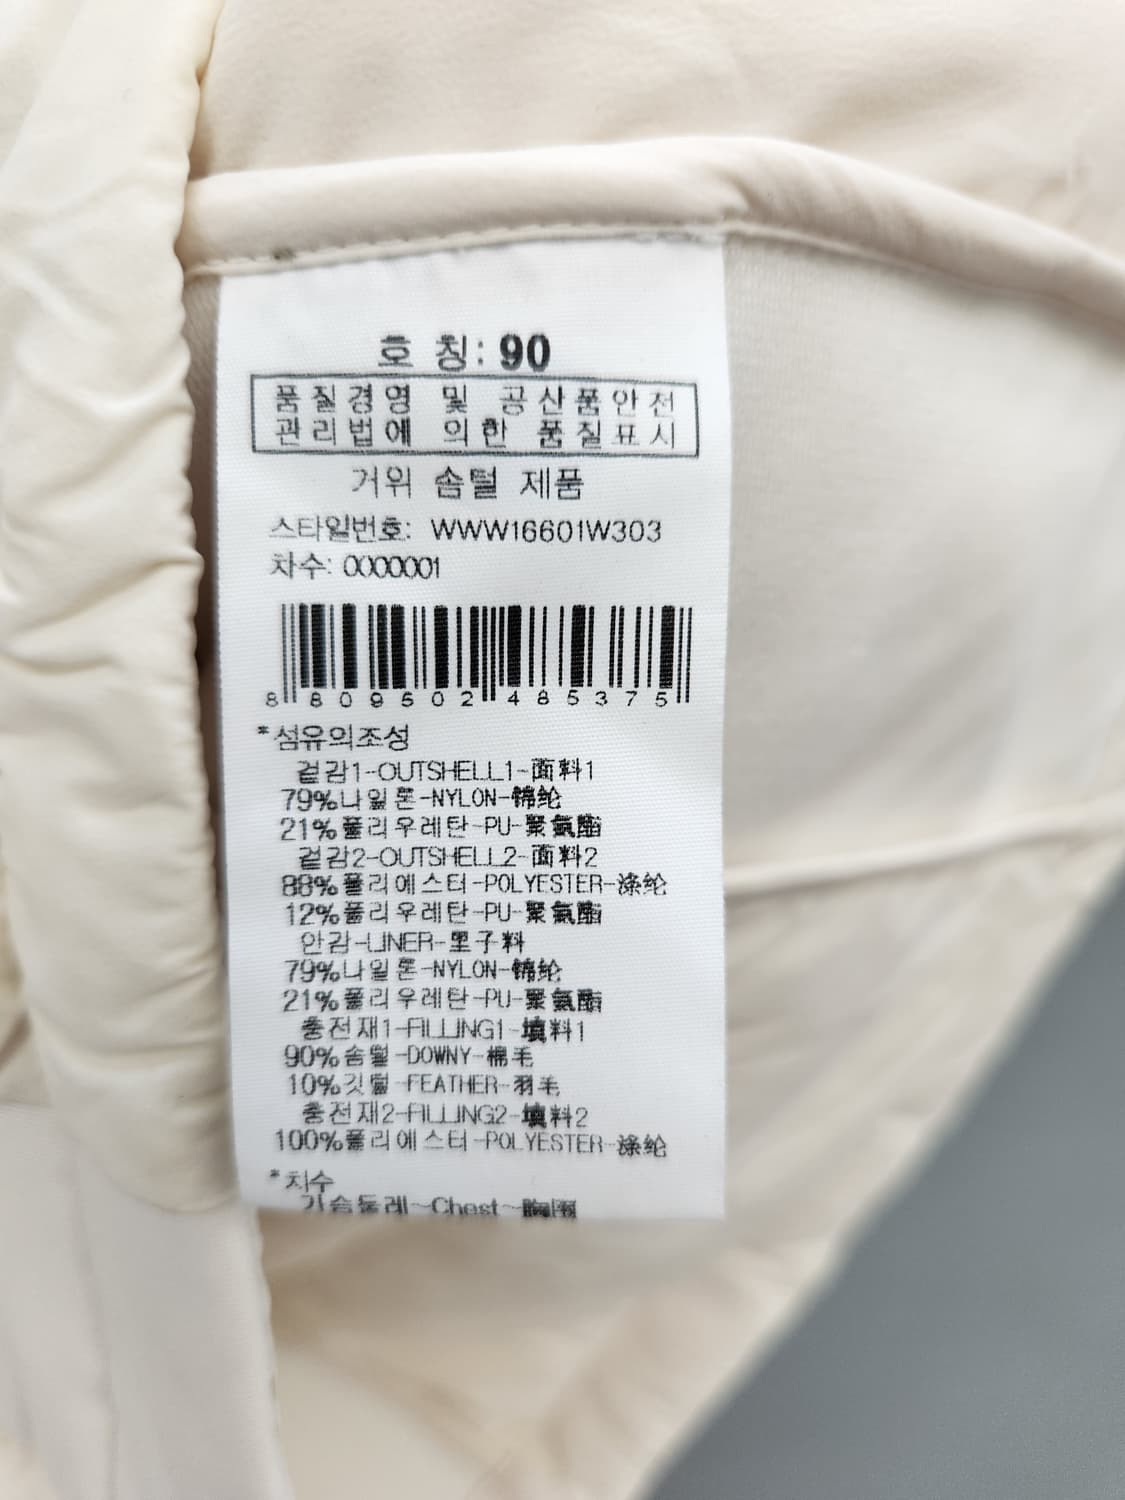 호 칭: 90
품질경영 및 공산품안전
관리법에 의한 품질표시
거위 솜털 제품
스타일번호: WWW16601W303
차수: 0000001
8 809502 485375
*섬유의조성
겉감1-OUTSHELL1-面料1
79%나일론-NYLON-锦纶
21%폴리우레탄-PU-聚氨酯
겉감2-OUTSHELL2-面料2
88%폴리에스터-POLYESTER-涤纶
12%폴리우레탄-PU-聚氨酯
안감-LINER-里子料
79%나일론-NYLON-锦纶
21%폴리우레탄-PU-聚氨酯
충전재1-FILLING1-填料1
90%솜털-DOWNY-棉毛
10%깃털-FEATHER-羽毛
충전재2-FILLING2-填料2
100%폴리에스터-POLYESTER-涤纶
*치수
가슴둘레-Chest-胸围